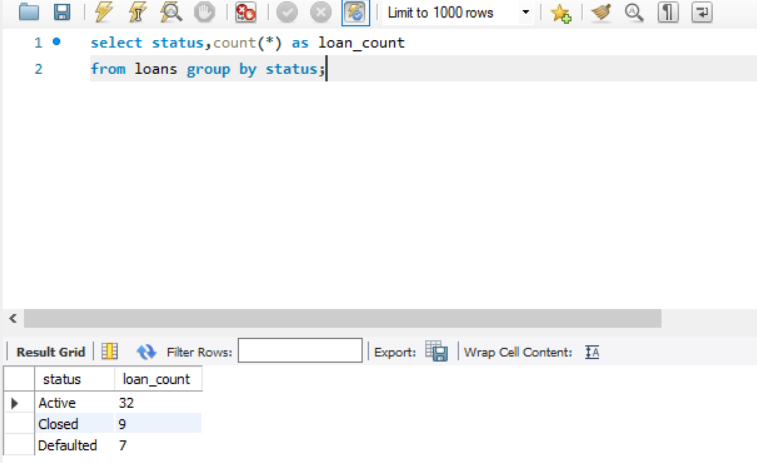 Limit to 1000 rows
1 select status,count(*) as loan_count
2 from loans group by status;
Result Grid Filter Rows: Export: Wrap Cell Content: IA
status loan_count
Active 32
Closed 9
Defaulted 7